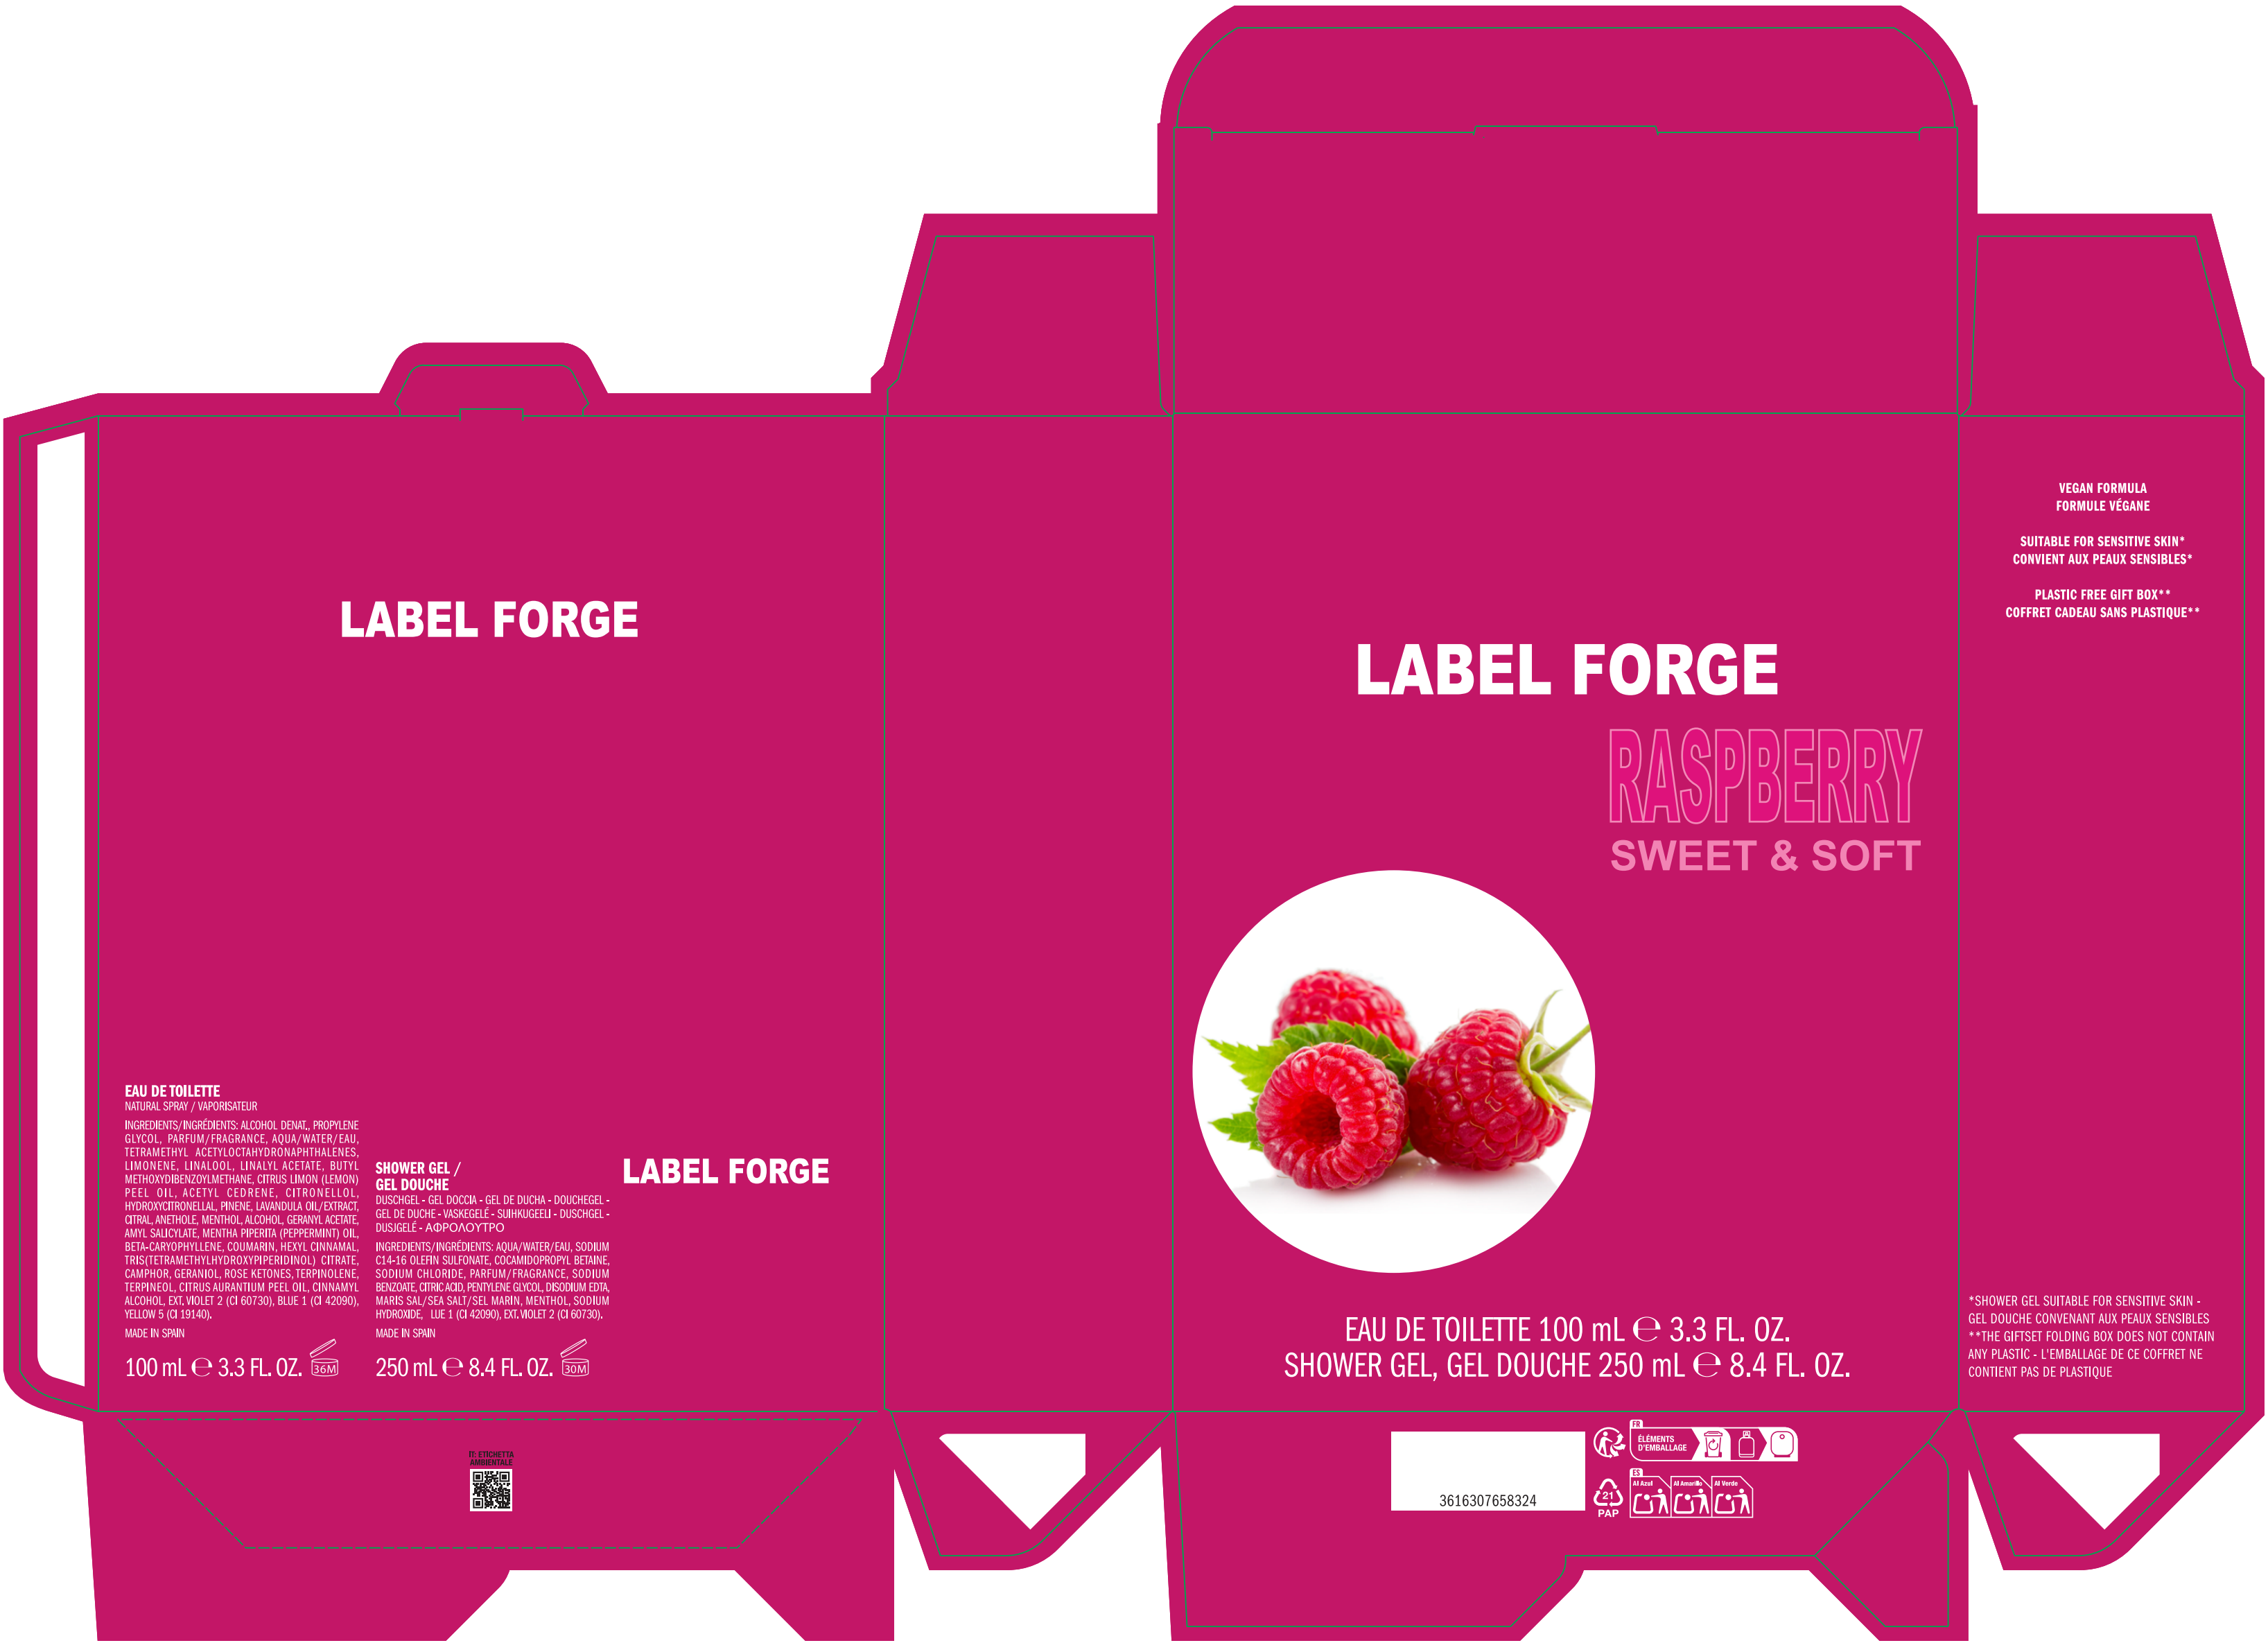 LABEL FORGE
EAU DE TOILETTE
NATURAL SPRAY / VAPORISATEUR
INGREDIENTS/INGRÉDIENTS: ALCOHOL DENAT., PROPYLENE
GLYCOL, PARFUM/FRAGRANCE, AQUA/WATER/EAU,
TETRAMETHYL ACETYLOCTAHYDRONAPHTHALENES,
LIMONENE, LINALOOL, LINALYL ACETATE, BUTYL
METHOXYDIBENZOYLMETHANE, CITRUS LIMON (LEMON)
PEEL OIL, ACETYL CEDRENE, CITRONELLOL,
HYDROXYCITRONELLAL, PINENE, LAVANDULA OIL/EXTRACT,
CITRAL, ANETHOLE, MENTHOL, ALCOHOL, GERANYL ACETATE,
AMYL SALICYLATE, MENTHA PIPERITA (PEPPERMINT) OIL,
BETA-CARYOPHYLLENE, COUMARIN, HEXYL CINNAMAL,
TRIS(TETRAMETHYLHYDROXYPIPERIDINOL) CITRATE,
CAMPHOR, GERANIOL, ROSE KETONES, TERPINOLENE,
TERPINEOL, CITRUS AURANTIUM PEEL OIL, CINNAMYL
ALCOHOL, EXT. VIOLET 2 (CI 60730), BLUE 1 (CI 42090),
YELLOW 5 (CI 19140).
MADE IN SPAIN
100 mL ℮ 3.3 FL. OZ.
36M
SHOWER GEL /
GEL DOUCHE
DUSCHGEL - GEL DOCCIA - GEL DE DUCHA - DOUCHEGEL -
GEL DE DUCHE - VASKEGELÉ - SUIHKUGEELI - DUSCHGEL -
DUSJGELÉ - ΑΦΡΟΛΟΥΤΡΟ
INGREDIENTS/INGRÉDIENTS: AQUA/WATER/EAU, SODIUM
C14-16 OLEFIN SULFONATE, COCAMIDOPROPYL BETAINE,
SODIUM CHLORIDE, PARFUM/FRAGRANCE, SODIUM
BENZOATE, CITRIC ACID, PENTYLENE GLYCOL, DISODIUM EDTA,
MARIS SAL/SEA SALT/SEL MARIN, MENTHOL, SODIUM
HYDROXIDE, LUE 1 (CI 42090), EXT. VIOLET 2 (CI 60730).
MADE IN SPAIN
250 mL ℮ 8.4 FL. OZ.
30M
LABEL FORGE
IT: ETICHETTA
AMBIENTALE
LABEL FORGE
RASPBERRY
SWEET & SOFT
EAU DE TOILETTE 100 mL ℮ 3.3 FL. OZ.
SHOWER GEL, GEL DOUCHE 250 mL ℮ 8.4 FL. OZ.
3616307658324
FR
ÉLÉMENTS
D'EMBALLAGE
21
PAP
ES
Al Azul
Al Amarillo
Al Verde
VEGAN FORMULA
FORMULE VÉGANE
SUITABLE FOR SENSITIVE SKIN*
CONVIENT AUX PEAUX SENSIBLES*
PLASTIC FREE GIFT BOX**
COFFRET CADEAU SANS PLASTIQUE**
*SHOWER GEL SUITABLE FOR SENSITIVE SKIN -
GEL DOUCHE CONVENANT AUX PEAUX SENSIBLES
**THE GIFTSET FOLDING BOX DOES NOT CONTAIN
ANY PLASTIC - L'EMBALLAGE DE CE COFFRET NE
CONTIENT PAS DE PLASTIQUE